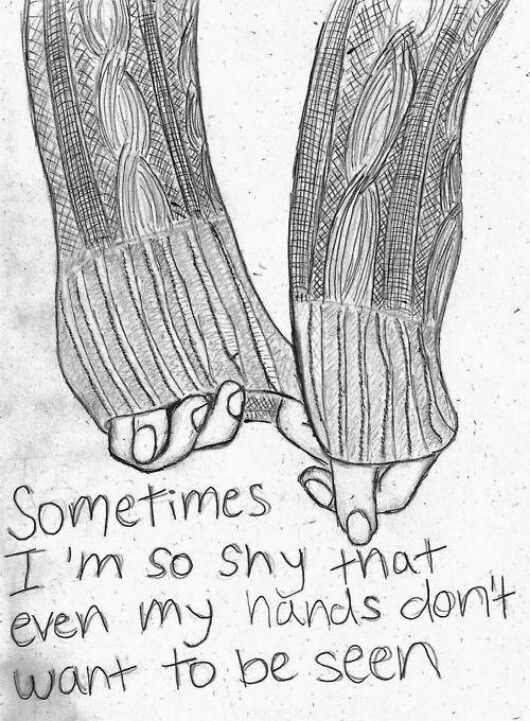 Sometimes
I'm so shy that
even my hands don't
want to be seen